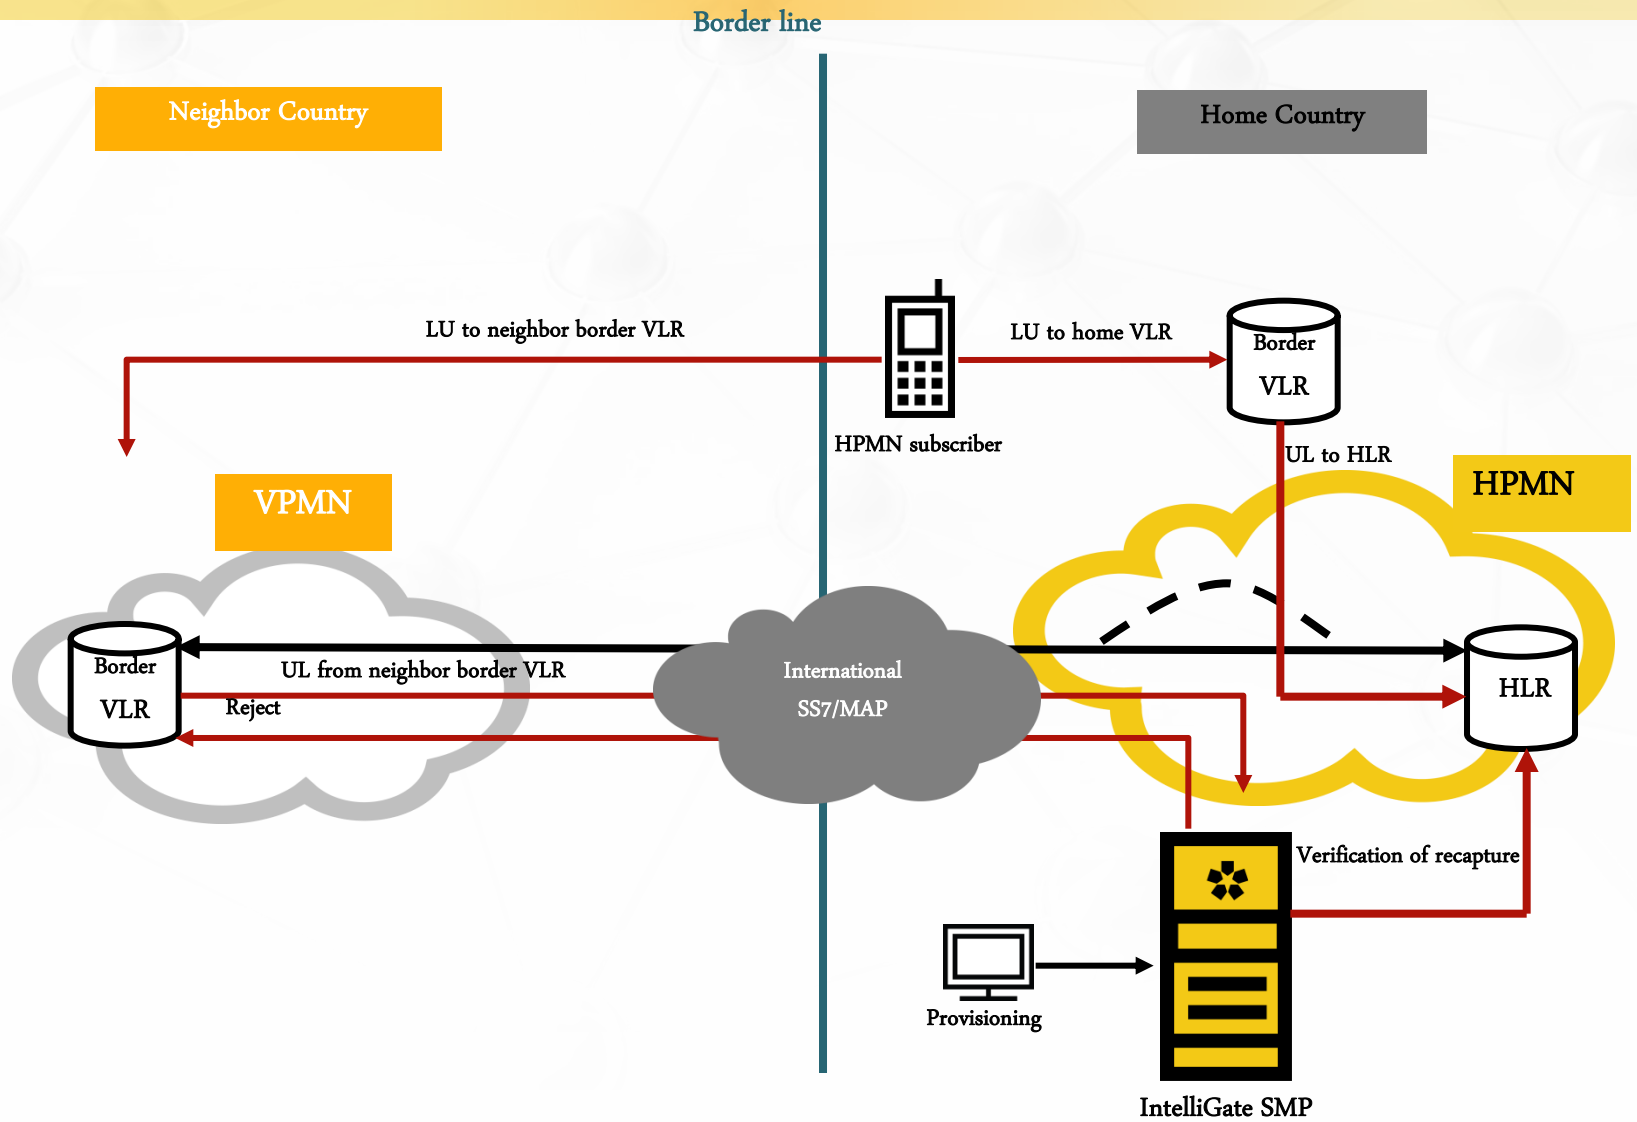 Border line
Neighbor Country
Home Country
LU to neighbor border VLR
LU to home VLR
Border
VLR
HPMN subscriber
UL to HLR
VPMN
HPMN
Border
VLR
UL from neighbor border VLR
Reject
International
SS7/MAP
HLR
Verification of recapture
Provisioning
IntelliGate SMP